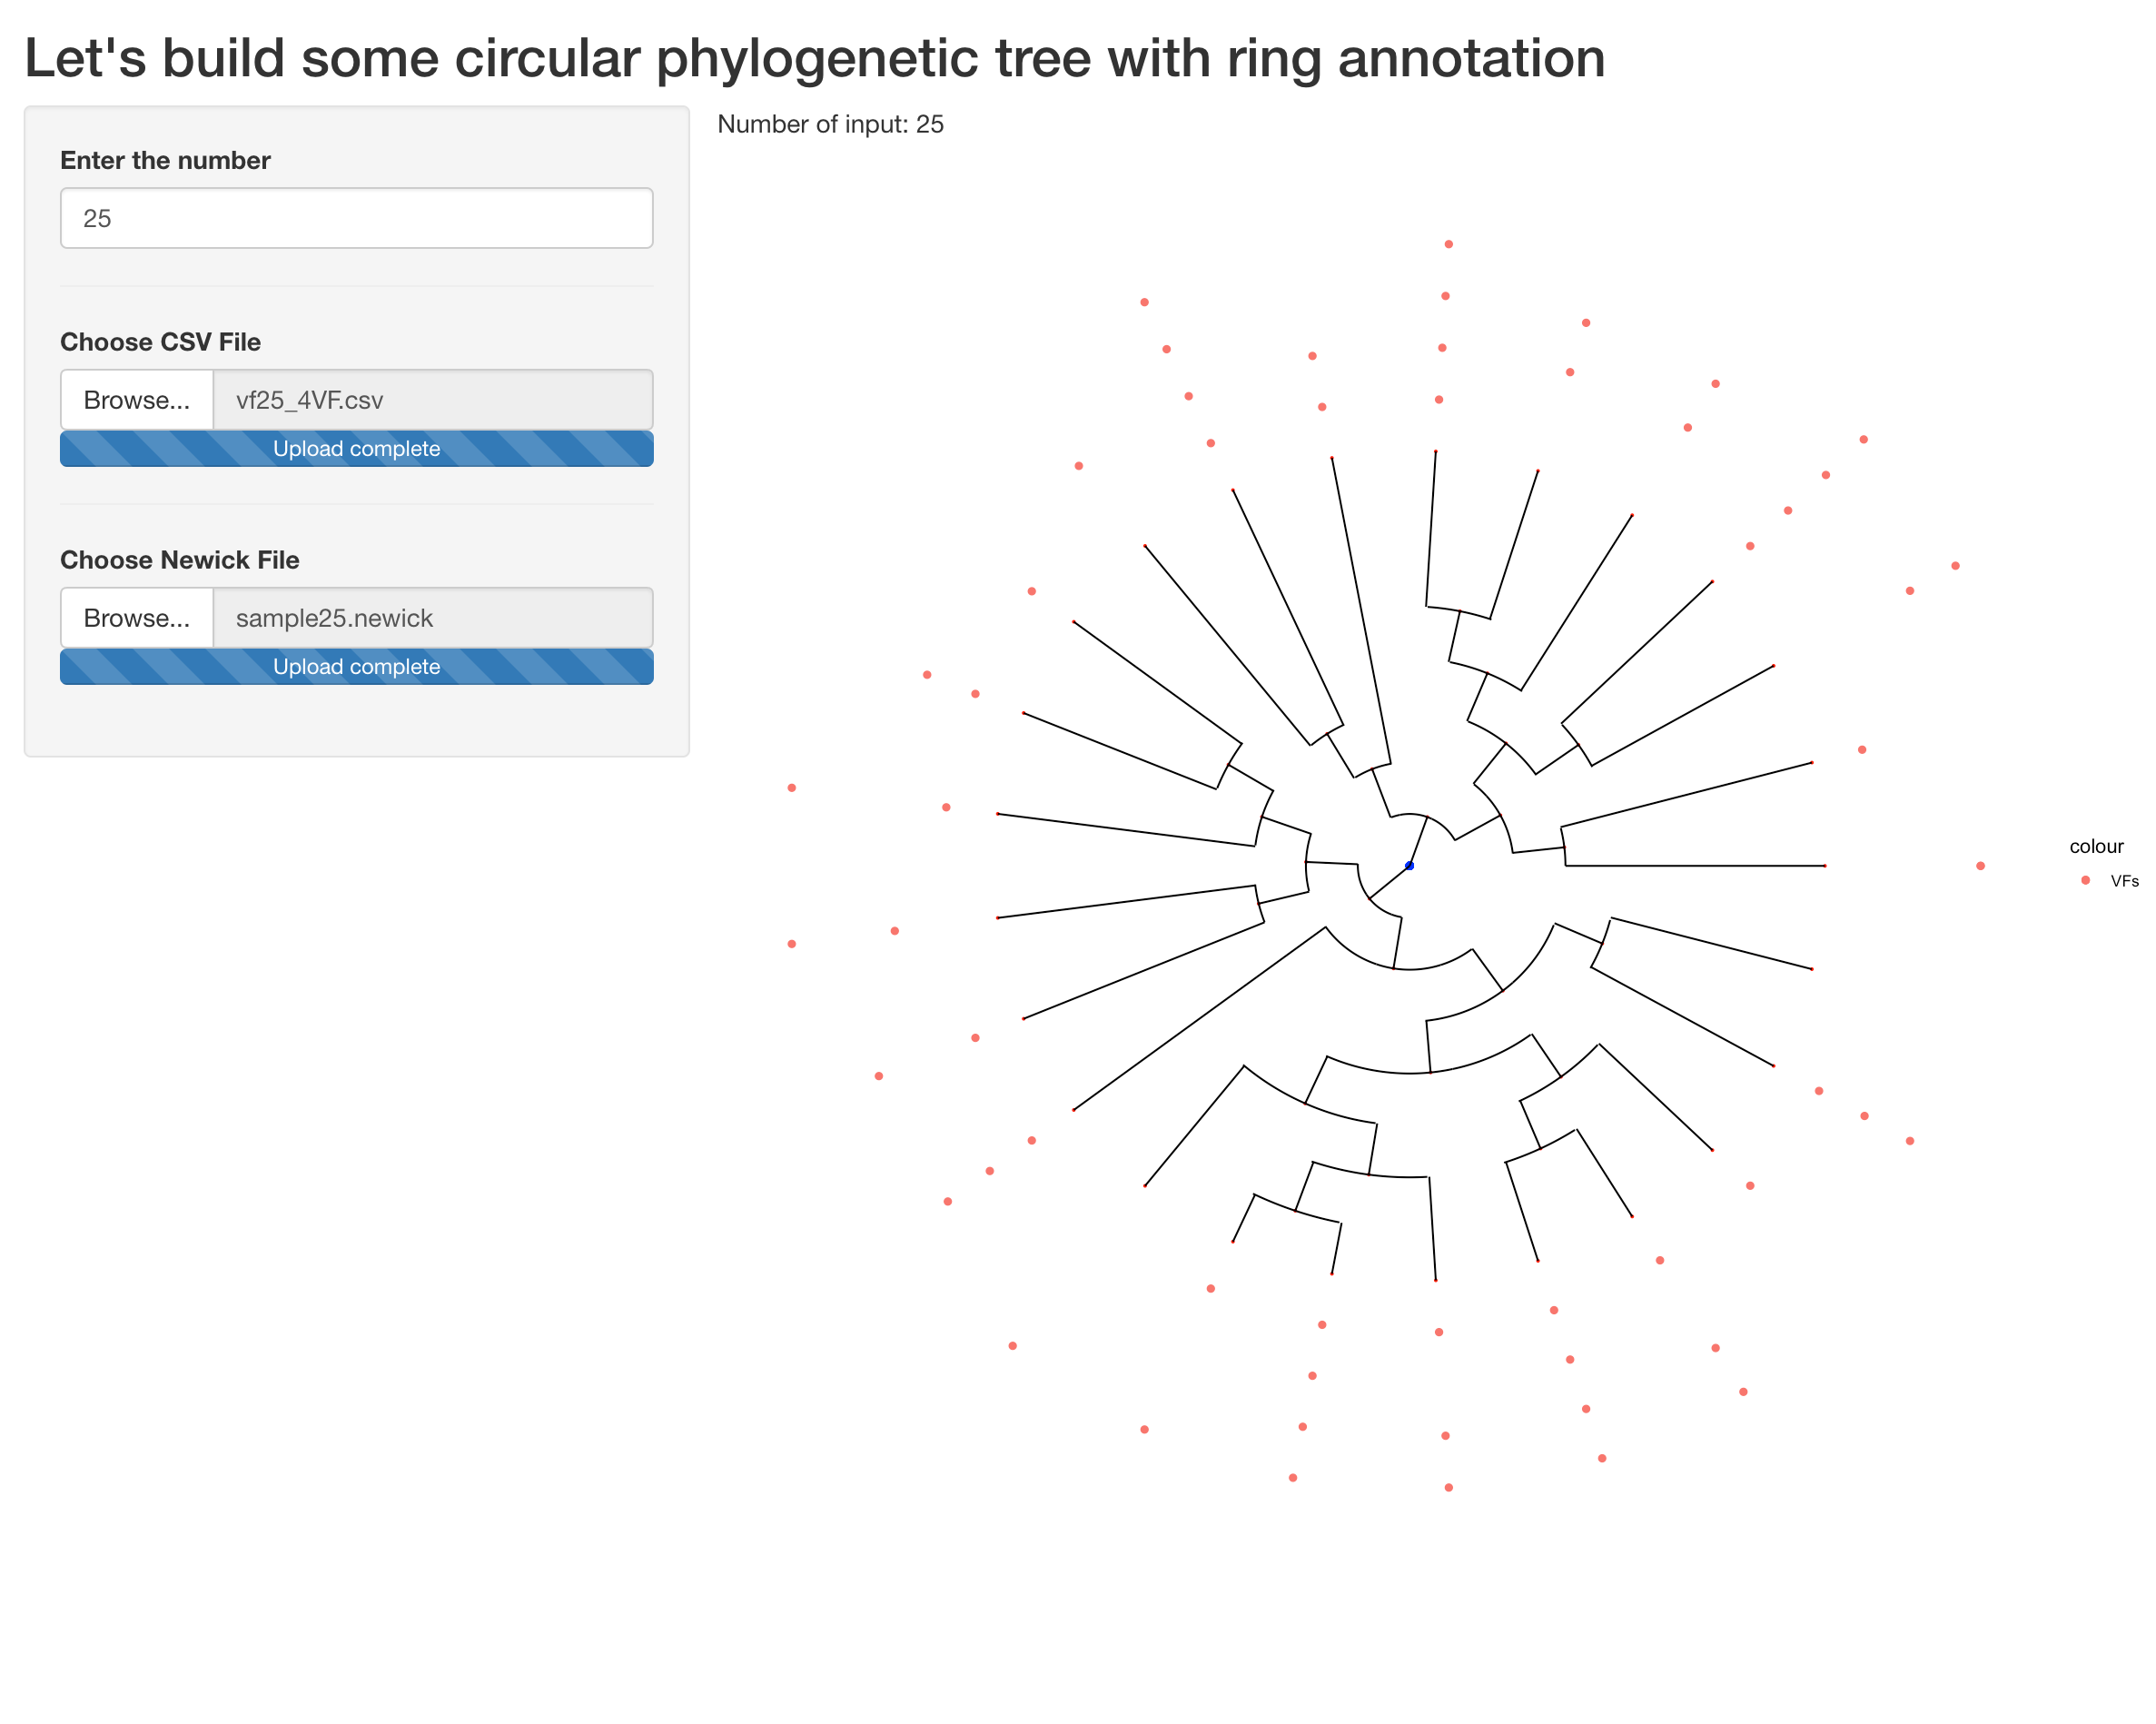 Let's build some circular phylogenetic tree with ring annotation
Enter the number
25
Choose CSV File
Browse... vf25_4VF.csv
Upload complete
Choose Newick File
Browse... sample25.newick
Upload complete
Number of input: 25
colour
VFs